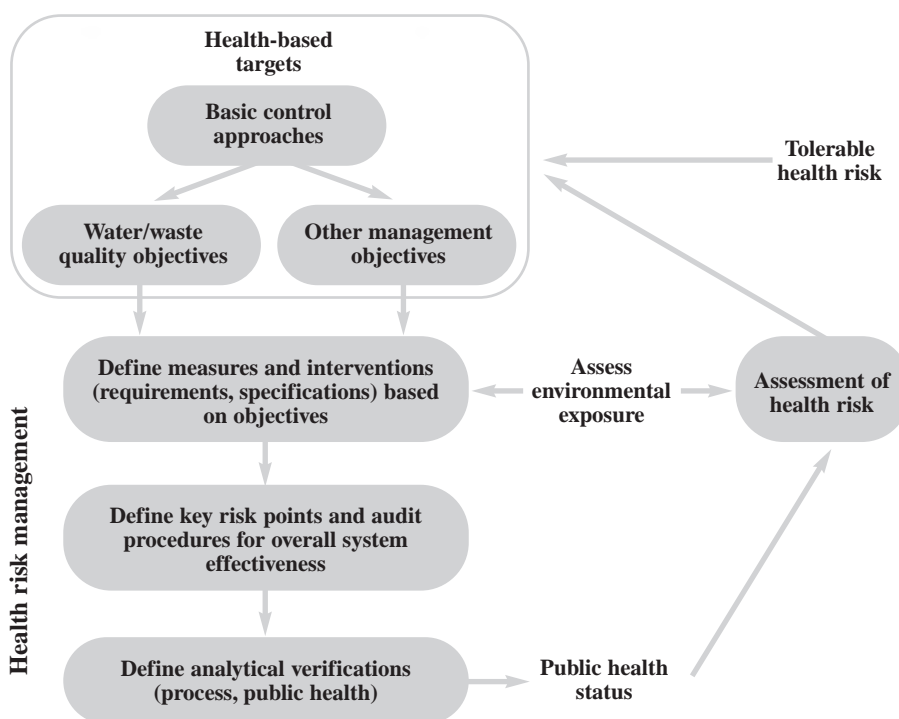 Health-based
targets
Basic control
approaches
Tolerable
health risk
Water/waste
quality objectives
Other management
objectives
Define measures and interventions
(requirements, specifications) based
on objectives
Assess
environmental
exposure
Assessment of
health risk
Health risk management
Define key risk points and audit
procedures for overall system
effectiveness
Define analytical verifications
(process, public health)
Public health
status